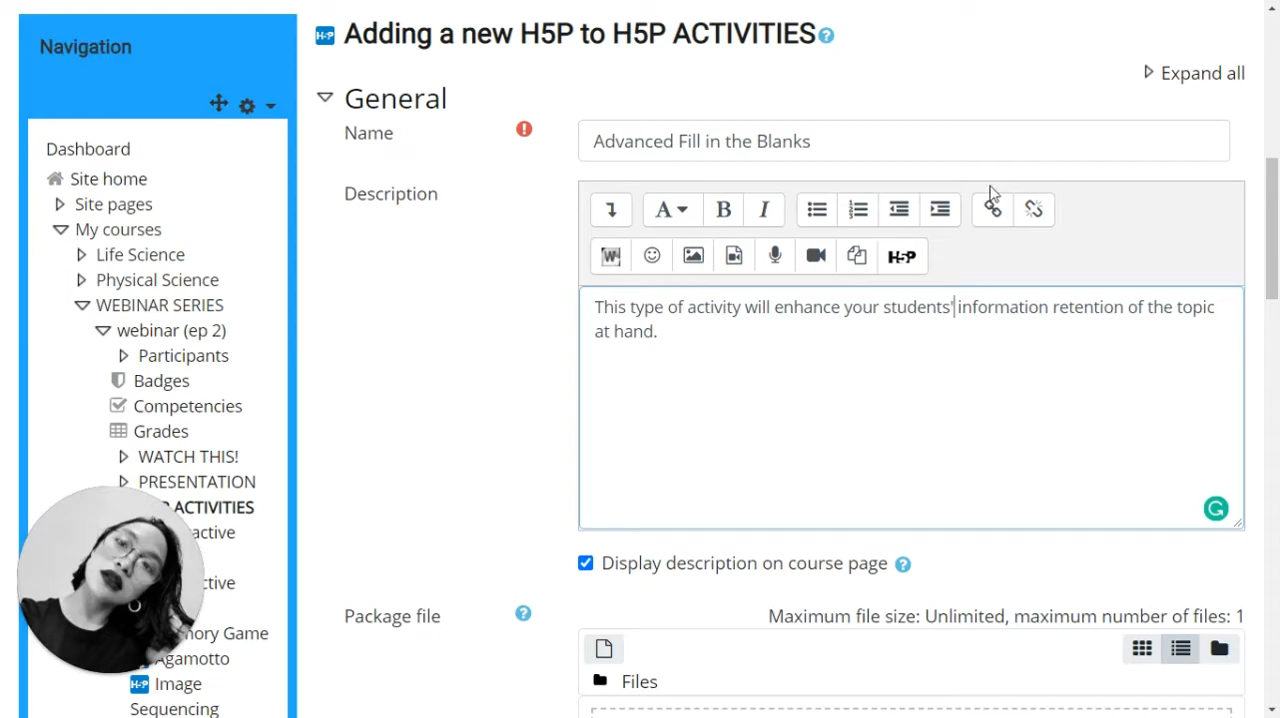 Navigation
Dashboard
Site home
Site pages
My courses
Life Science
Physical Science
WEBINAR SERIES
webinar (ep 2)
Participants
Badges
Competencies
Grades
WATCH THIS!
PRESENTATION
ACTIVITIES
Agamotto
H-P Image
Sequencing
H-P Adding a new H5P to H5P ACTIVITIES
Expand all
General
Name
Advanced Fill in the Blanks
Description
A B I
W H-P
This type of activity will enhance your students' information retention of the topic
at hand.
Display description on course page
Package file
Maximum file size: Unlimited, maximum number of files: 1
Files